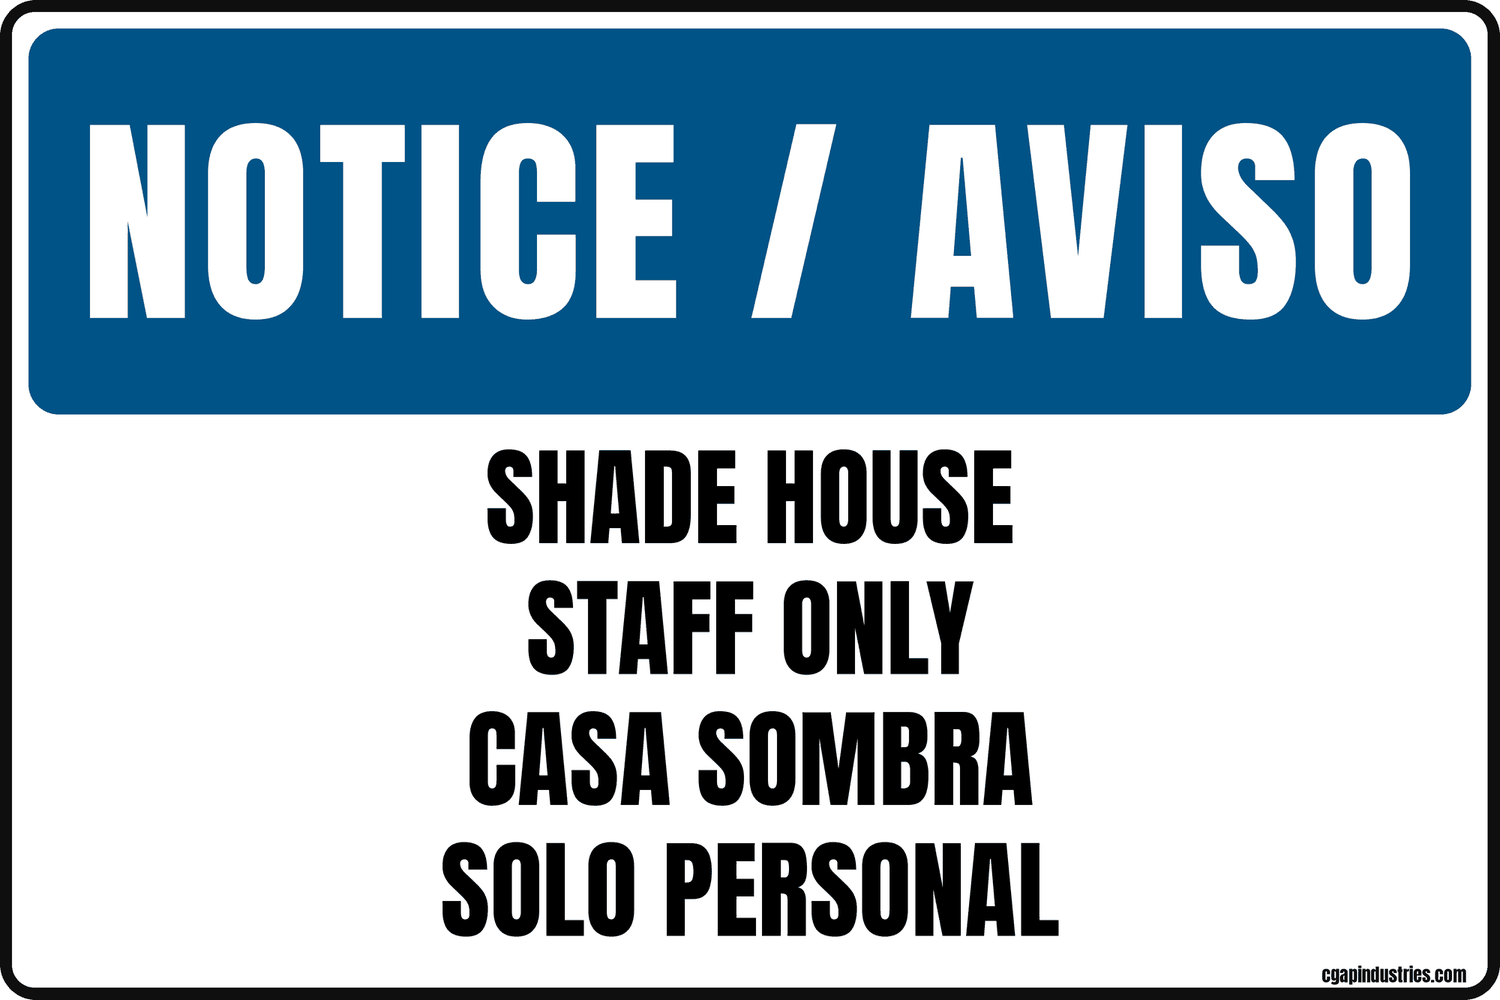 NOTICE / AVISO
SHADE HOUSE
STAFF ONLY
CASA SOMBRA
SOLO PERSONAL
cgapindustries.com